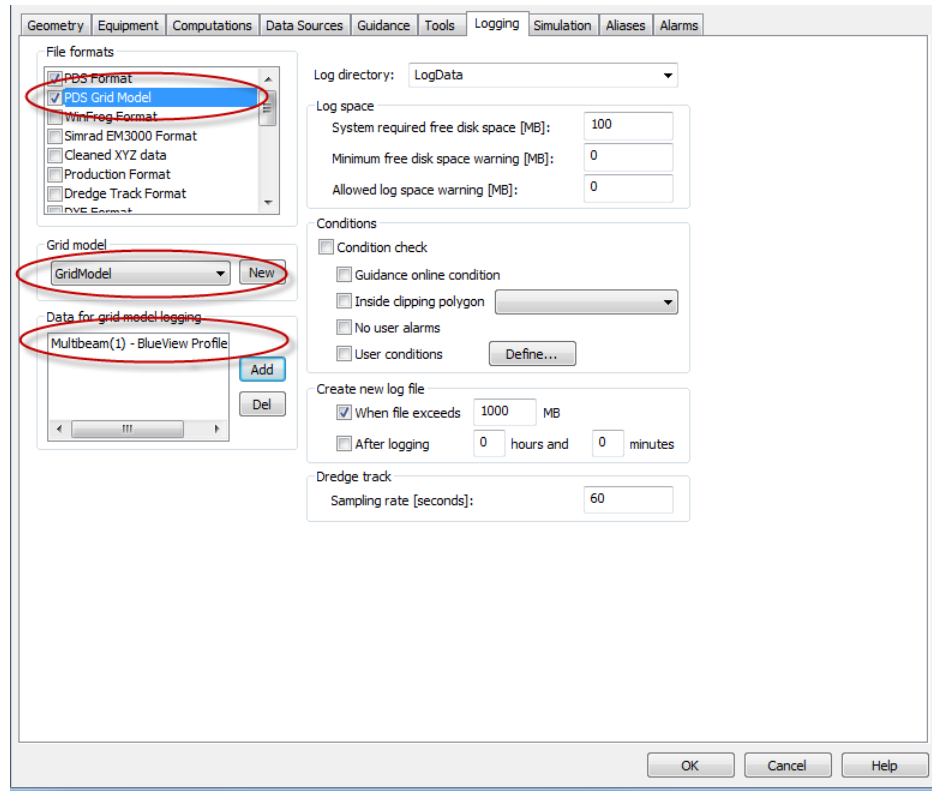 Geometry Equipment Computations Data Sources Guidance Tools Logging Simulation Aliases Alarms
File formats
PDS Format
PDS Grid Model
WinFrog Format
Simrad EM3000 Format
Cleaned XYZ data
Production Format
Dredge Track Format
Grid model
GridModel New
Data for grid model logging
Multibeam(1) - BlueView Profile
Add
Del
Log directory: LogData
Log space
System required free disk space [MB]: 100
Minimum free disk space warning [MB]: 0
Allowed log space warning [MB]: 0
Conditions
Condition check
Guidance online condition
Inside clipping polygon
No user alarms
User conditions Define...
Create new log file
When file exceeds 1000 MB
After logging 0 hours and 0 minutes
Dredge track
Sampling rate [seconds]: 60
OK Cancel Help